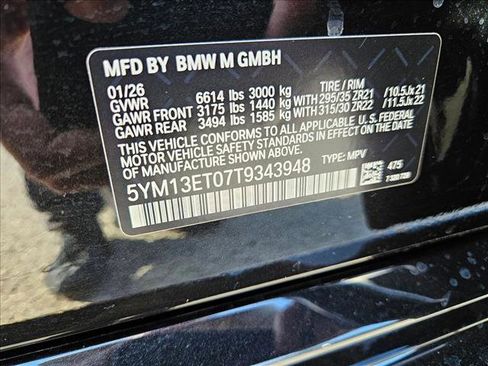 MFD BY BMW M GMBH
01/26
GVWR 6614 lbs 3000 kg TIRE / RIM
GAWR FRONT 3175 lbs 1440 kg WITH 295/35 ZR21 /10.5Jx21
GAWR REAR 3494 lbs 1585 kg WITH 315/30 ZR22 /11.5Jx22
THIS VEHICLE CONFORMS TO ALL APPLICABLE U.S. FEDERAL
MOTOR VEHICLE SAFETY STANDARDS IN EFFECT ON THE
DATE OF MANUFACTURE SHOWN ABOVE.
5YM13ET07T9343948 TYPE: MPV
475